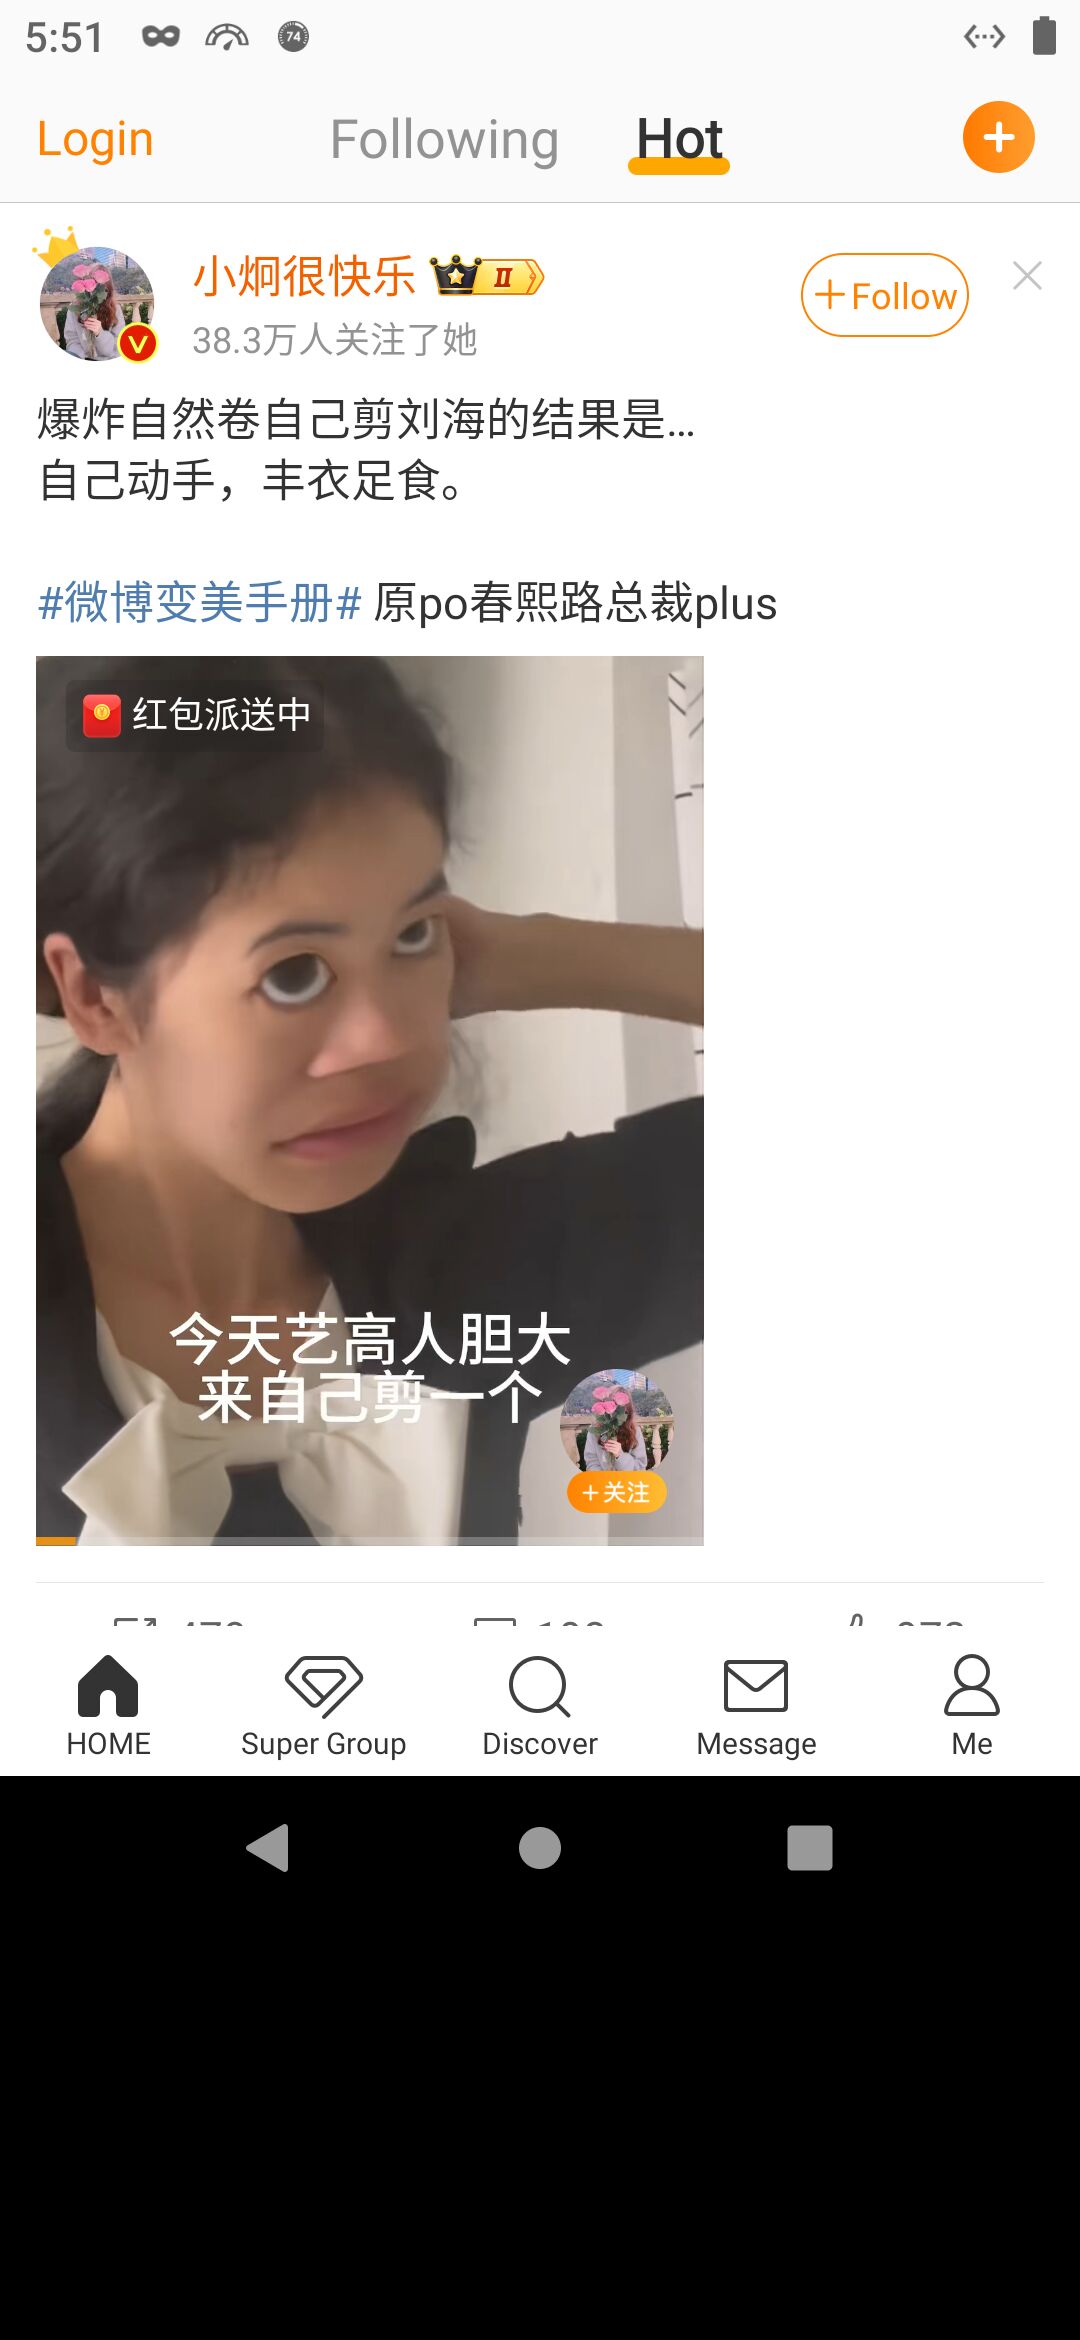 5:51
74
Login
Following
Hot
小炯很快乐
II
+Follow
38.3万人关注了她
爆炸自然卷自己剪刘海的结果是...
自己动手，丰衣足食。
#微博变美手册# 原po春熙路总裁plus
红包派送中
今天艺高人胆大
来自己剪一个
+关注
HOME
Super Group
Discover
Message
Me